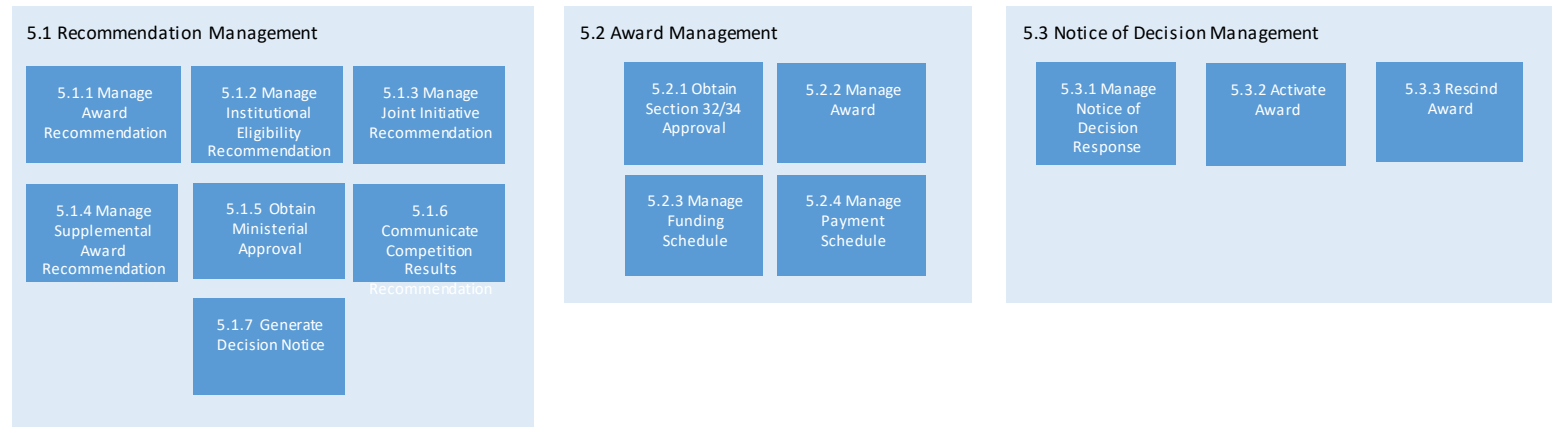 5.1 Recommendation Management
5.1.1 Manage
Award
Recommendation
5.1.2 Manage
Institutional
Eligibility
Recommendation
5.1.3 Manage
Joint Initiative
Recommendation
5.1.4 Manage
Supplemental
Award
Recommendation
5.1.5 Obtain
Ministerial
Approval
5.1.6
Communicate
Competition
Results
Recommendation
5.1.7 Generate
Decision Notice
5.2 Award Management
5.2.1 Obtain
Section 32/34
Approval
5.2.2 Manage
Award
5.2.3 Manage
Funding
Schedule
5.2.4 Manage
Payment
Schedule
5.3 Notice of Decision Management
5.3.1 Manage
Notice of
Decision
Response
5.3.2 Activate
Award
5.3.3 Rescind
Award